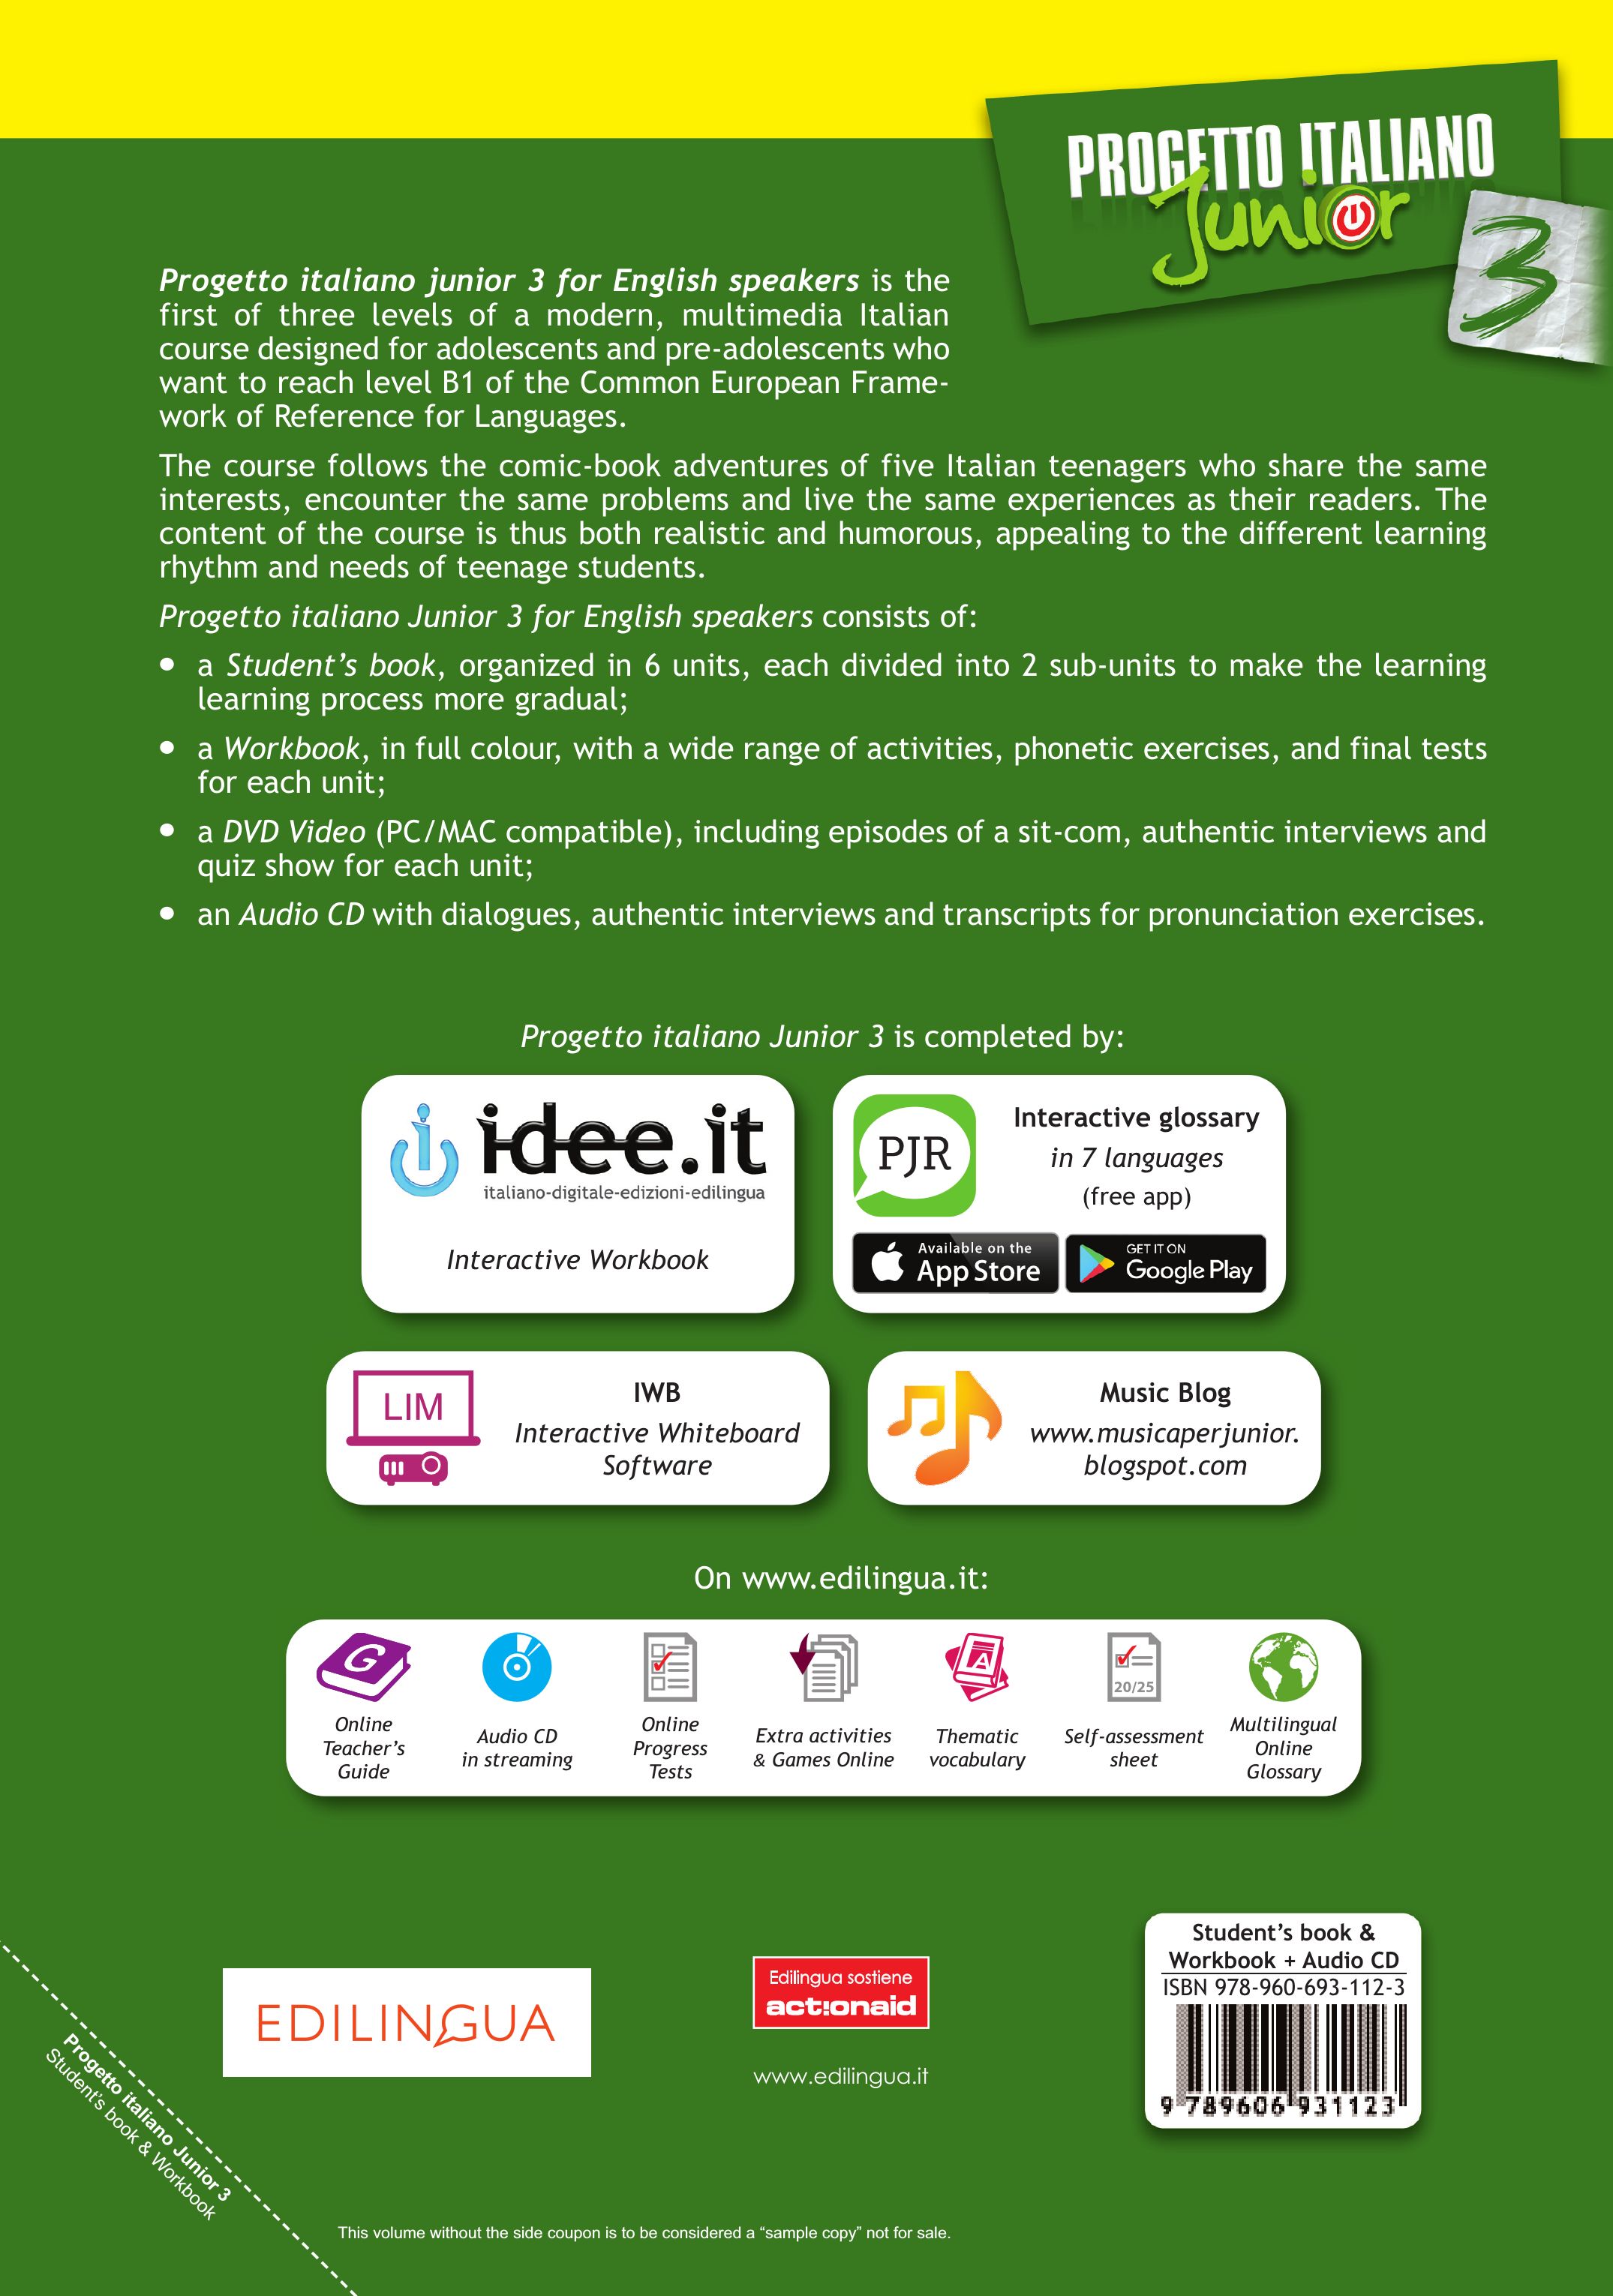 PROGETTO ITALIANO
Junior
3
Progetto italiano junior 3 for English speakers is the
first of three levels of a modern, multimedia Italian
course designed for adolescents and pre-adolescents who
want to reach level B1 of the Common European Frame-
work of Reference for Languages.
The course follows the comic-book adventures of five Italian teenagers who share the same
interests, encounter the same problems and live the same experiences as their readers. The
content of the course is thus both realistic and humorous, appealing to the different learning
rhythm and needs of teenage students.
Progetto italiano Junior 3 for English speakers consists of:
• a Student’s book, organized in 6 units, each divided into 2 sub-units to make the learning
learning process more gradual;
• a Workbook, in full colour, with a wide range of activities, phonetic exercises, and final tests
for each unit;
• a DVD Video (PC/MAC compatible), including episodes of a sit-com, authentic interviews and
quiz show for each unit;
• an Audio CD with dialogues, authentic interviews and transcripts for pronunciation exercises.
Progetto italiano Junior 3 is completed by:
i
idee.it
italiano-digitale-edizioni-edilingua
Interactive Workbook
PJR
Interactive glossary
in 7 languages
(free app)
Available on the
App Store
GET IT ON
Google Play
LIM
IWB
Interactive Whiteboard
Software
Music Blog
www.musicaperjunior.
blogspot.com
On www.edilingua.it:
G
Online
Teacher’s
Guide
Audio CD
in streaming
Online
Progress
Tests
Extra activities
& Games Online
A
Thematic
vocabulary
20/25
Self-assessment
sheet
Multilingual
Online
Glossary
EDILINGUA
Edilingua sostiene
act!onaid
www.edilingua.it
Student’s book &
Workbook + Audio CD
ISBN 978-960-693-112-3
9 789606 931123
Progetto italiano Junior 3
Student’s book & Workbook
This volume without the side coupon is to be considered a “sample copy” not for sale.